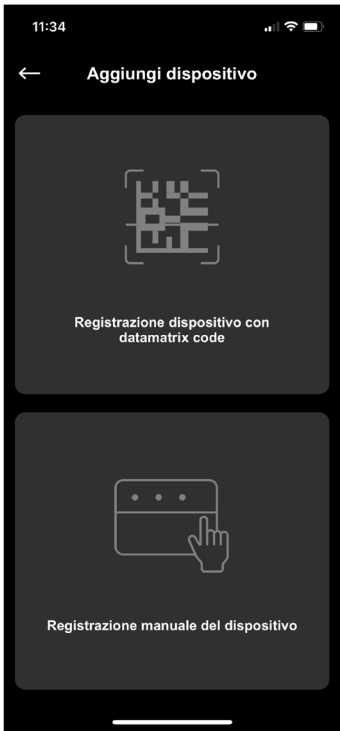 11:34
Aggiungi dispositivo
Registrazione dispositivo con
datamatrix code
Registrazione manuale del dispositivo